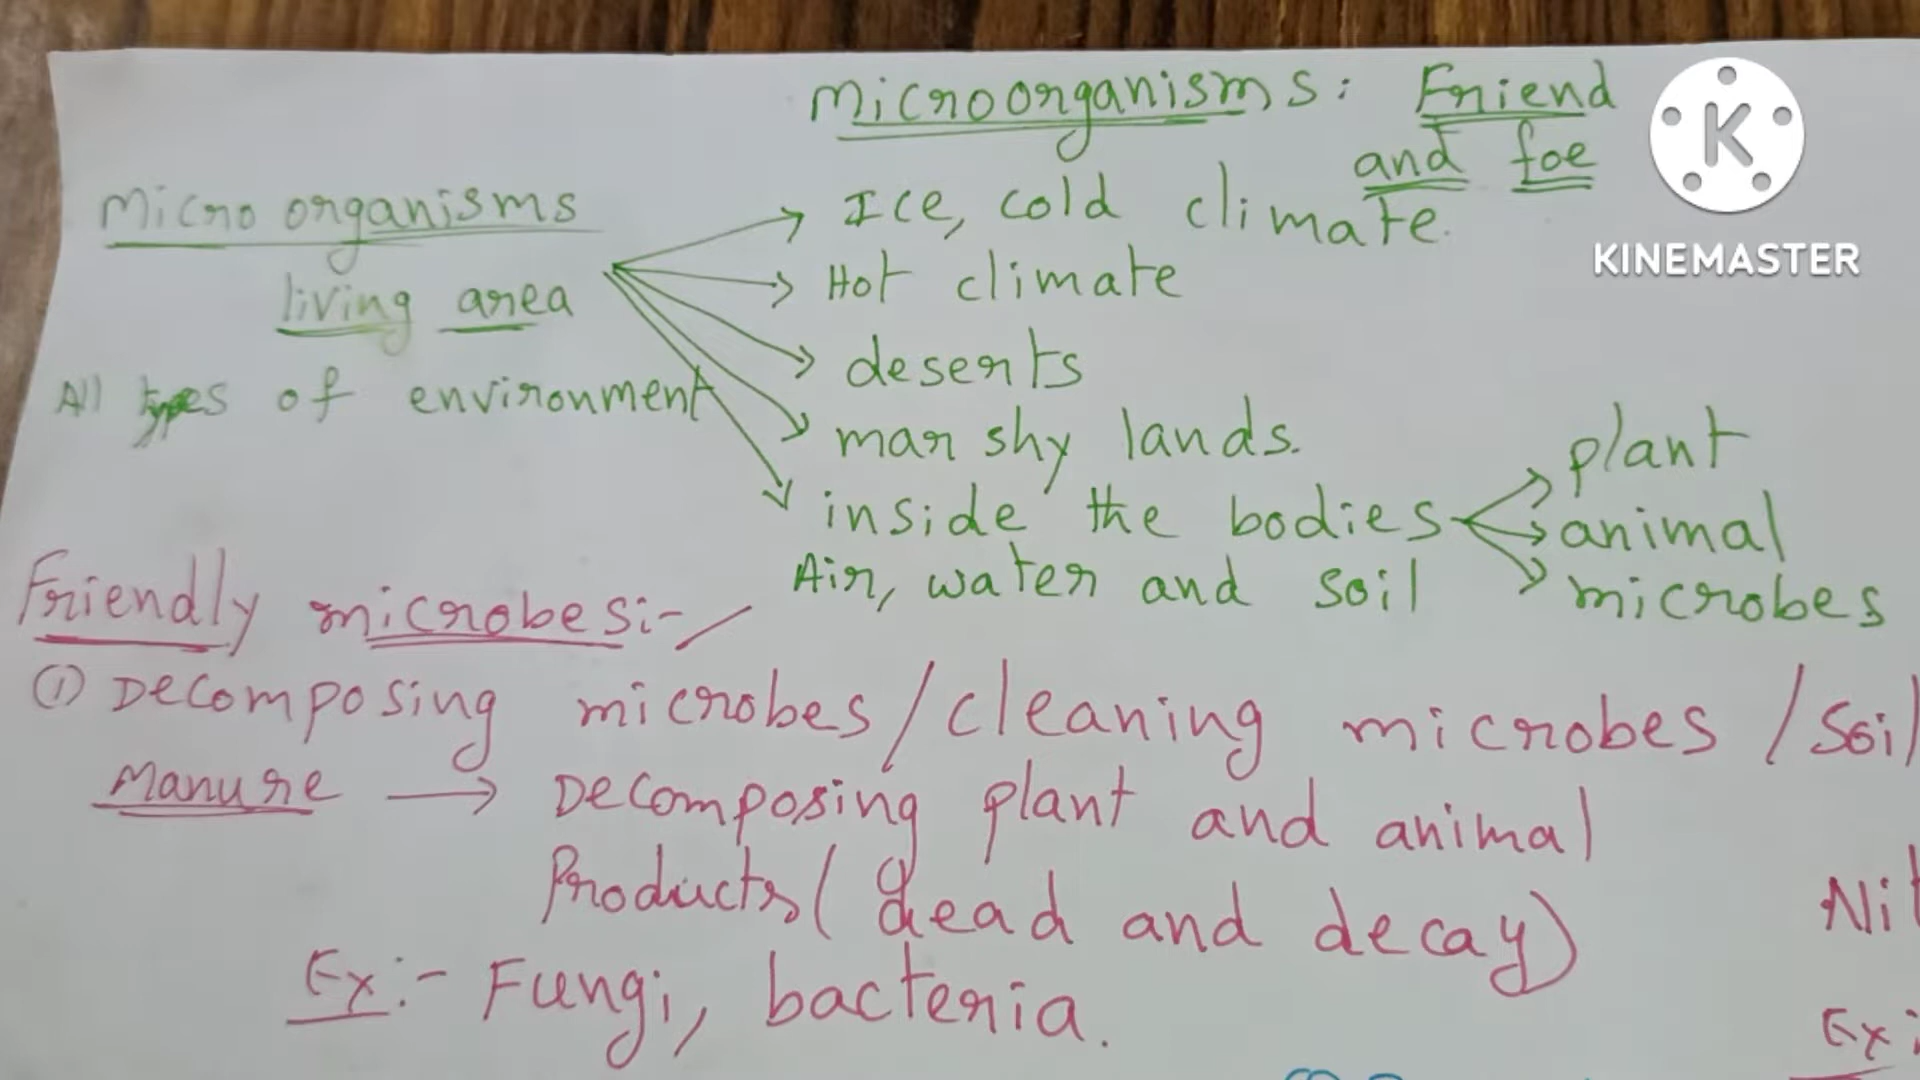 Microorganisms: Friend
and foe
KINEMASTER
Micro organisms
living area
All types of environment
Ice, cold climate.
Hot climate
deserts
marshy lands.
inside the bodies
plant
animal
microbes
Air, water and soil
Friendly microbes:-
① Decomposing microbes/cleaning microbes/Soil
Manure → Decomposing plant and animal
Products (dead and decay)
Ex:- Fungi, bacteria.
Nit
Ex: